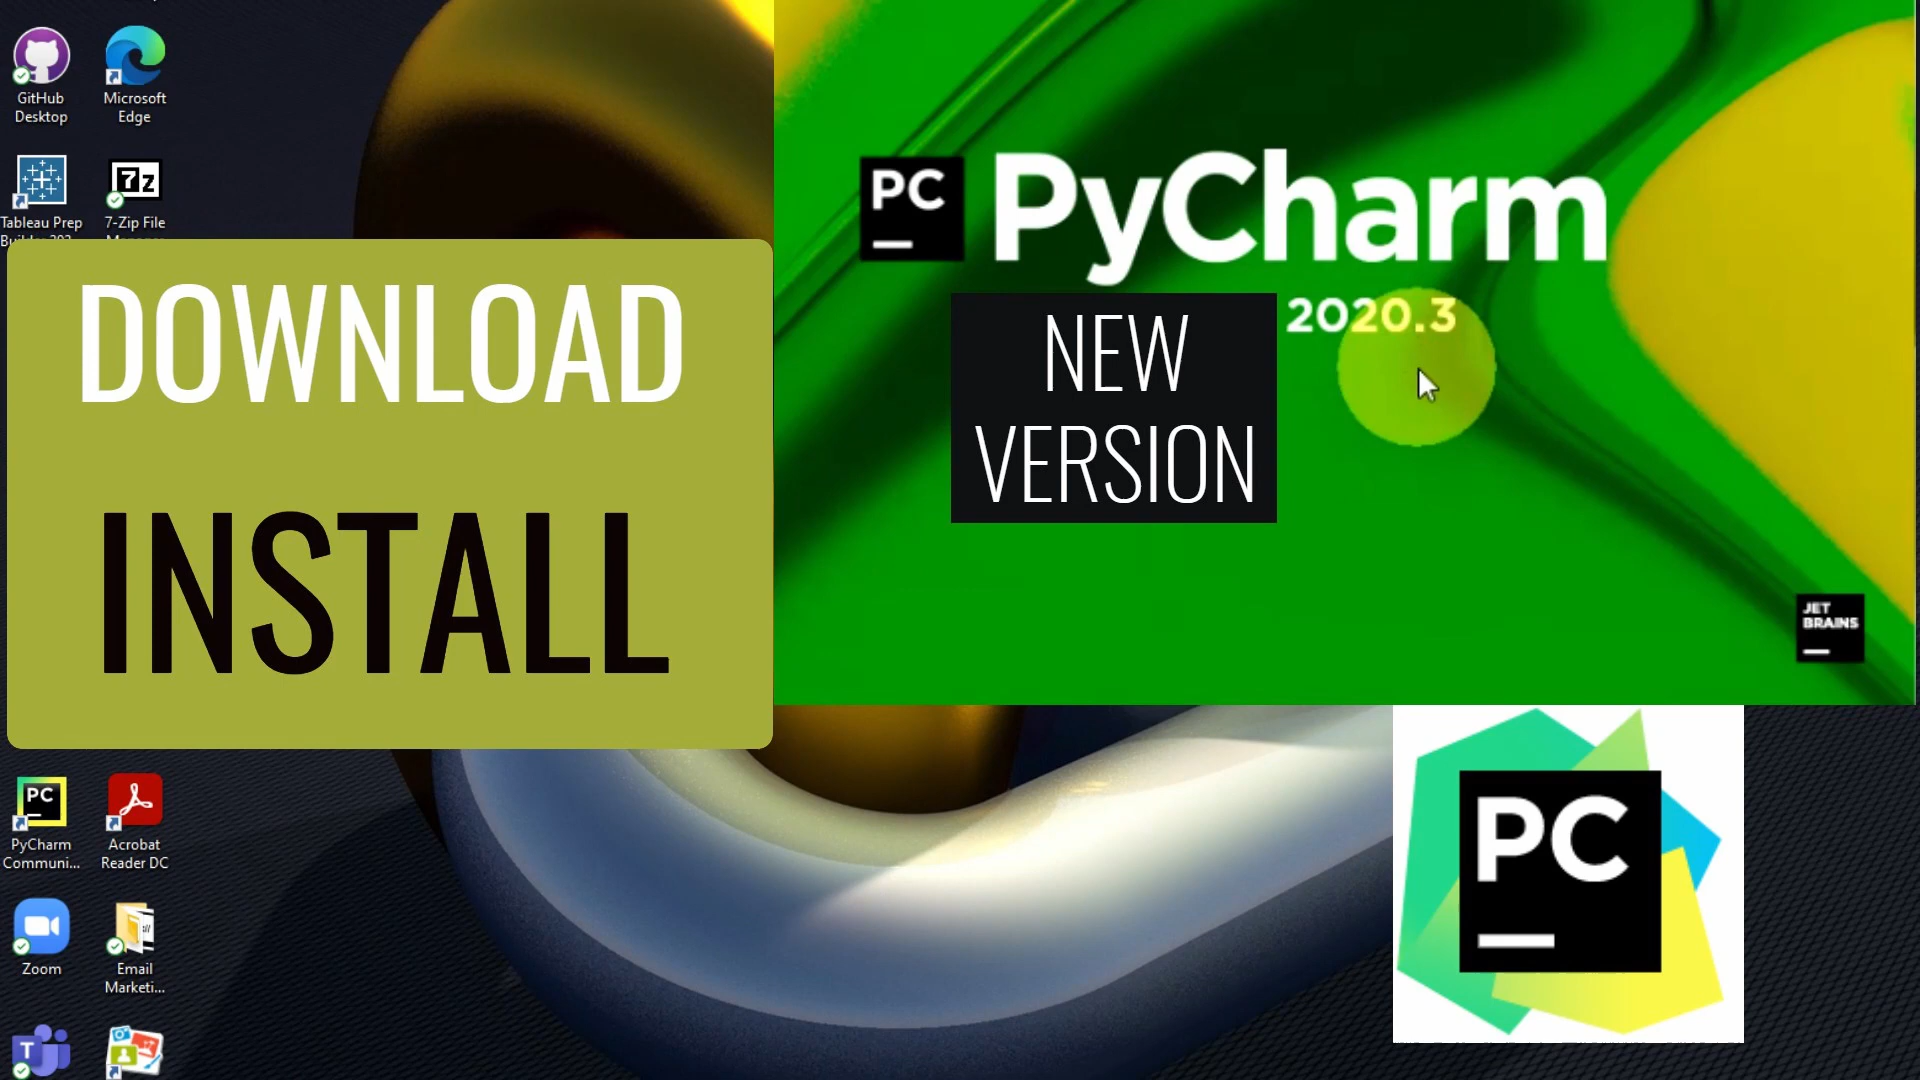 GitHub
Desktop
Microsoft
Edge
Tableau Prep
7z
7-Zip File
DOWNLOAD
INSTALL
PC
PyCharm
2020.3
NEW
VERSION
JET
BRAINS
PC
PyCharm
Communi...
Acrobat
Reader DC
Zoom
Email
Marketi...
T
PC